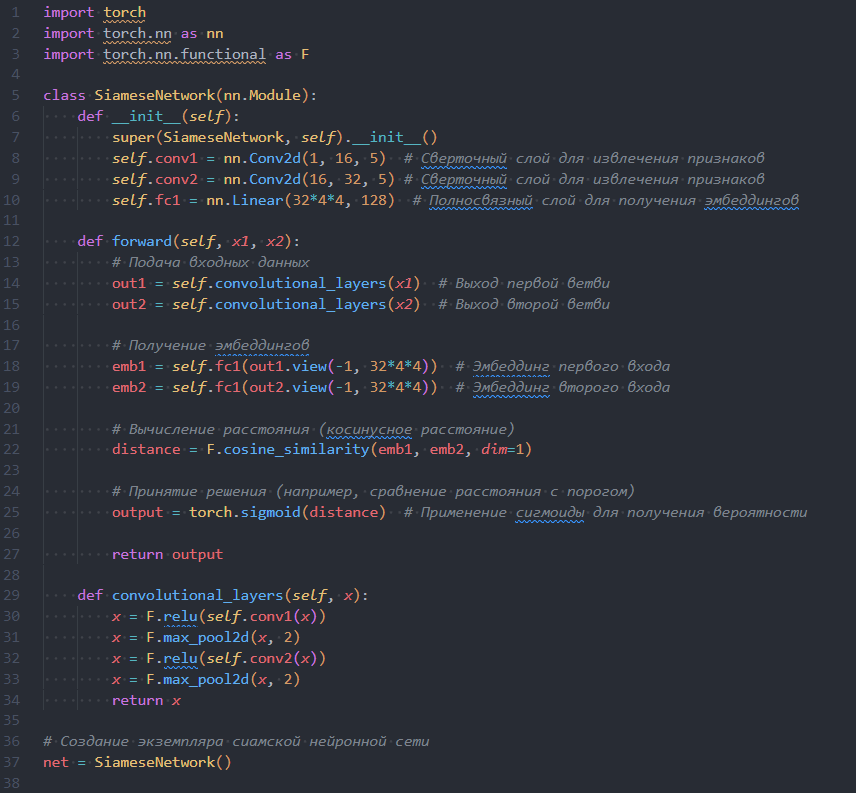 1 import torch
2 import torch.nn as nn
3 import torch.nn.functional as F
4
5 class SiameseNetwork(nn.Module):
6     def __init__(self):
7         super(SiameseNetwork, self).__init__()
8         self.conv1 = nn.Conv2d(1, 16, 5)  # Сверточный слой для извлечения признаков
9         self.conv2 = nn.Conv2d(16, 32, 5) # Сверточный слой для извлечения признаков
10         self.fc1 = nn.Linear(32*4*4, 128)  # Полносвязный слой для получения эмбеддингов
11
12     def forward(self, x1, x2):
13         # Подача входных данных
14         out1 = self.convolutional_layers(x1)  # Выход первой ветви
15         out2 = self.convolutional_layers(x2)  # Выход второй ветви
16
17         # Получение эмбеддингов
18         emb1 = self.fc1(out1.view(-1, 32*4*4))  # Эмбеддинг первого входа
19         emb2 = self.fc1(out2.view(-1, 32*4*4))  # Эмбеддинг второго входа
20
21         # Вычисление расстояния (косинусное расстояние)
22         distance = F.cosine_similarity(emb1, emb2, dim=1)
23
24         # Принятие решения (например, сравнение расстояния с порогом)
25         output = torch.sigmoid(distance)  # Применение сигмоиды для получения вероятности
26
27         return output
28
29     def convolutional_layers(self, x):
30         x = F.relu(self.conv1(x))
31         x = F.max_pool2d(x, 2)
32         x = F.relu(self.conv2(x))
33         x = F.max_pool2d(x, 2)
34         return x
35
36 # Создание экземпляра сиамской нейронной сети
37 net = SiameseNetwork()
38